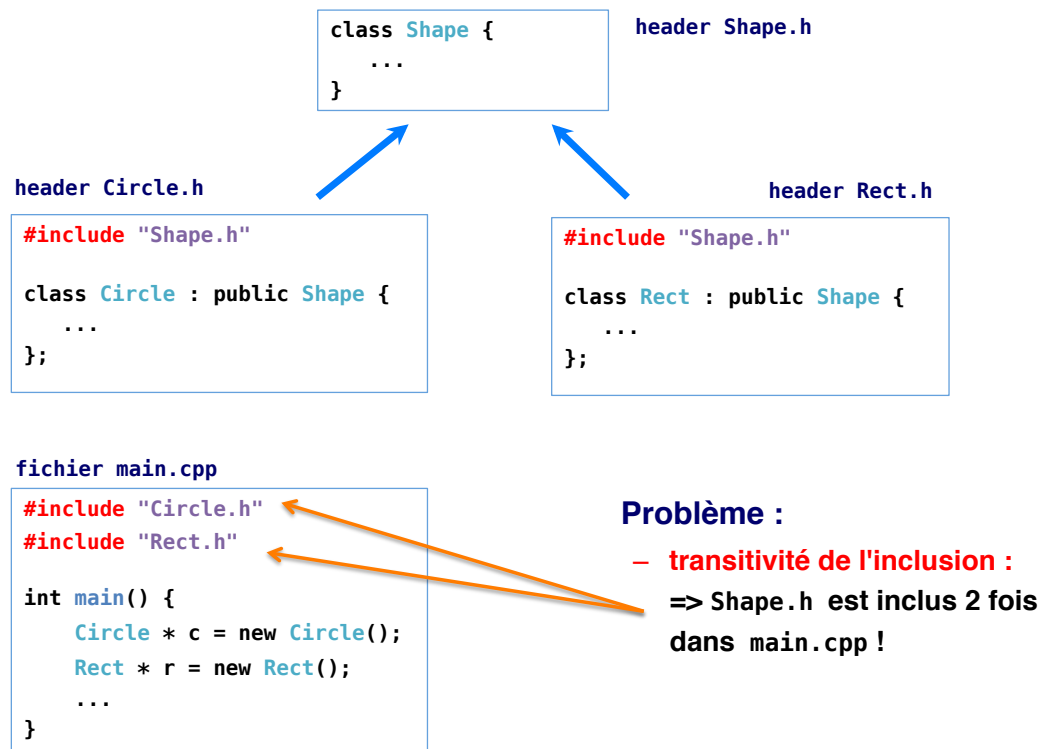 class Shape {
...
}
header Shape.h
header Circle.h
#include "Shape.h"
class Circle : public Shape {
...
};
header Rect.h
#include "Shape.h"
class Rect : public Shape {
...
};
fichier main.cpp
#include "Circle.h"
#include "Rect.h"
int main() {
Circle * c = new Circle();
Rect * r = new Rect();
...
}
Problème :
– transitivité de l'inclusion :
=> Shape.h est inclus 2 fois
dans main.cpp !